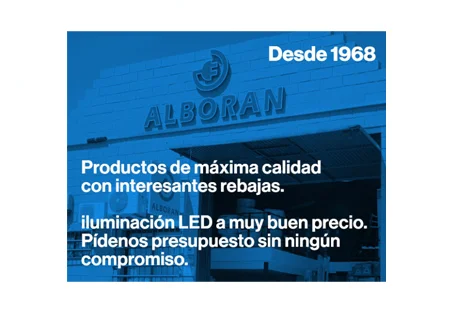 Desde 1968
ALBORAN
Productos de máxima calidad
con interesantes rebajas.
ALBORAN
iluminación LED a muy buen precio.
Pídenos presupuesto sin ningún
compromiso.